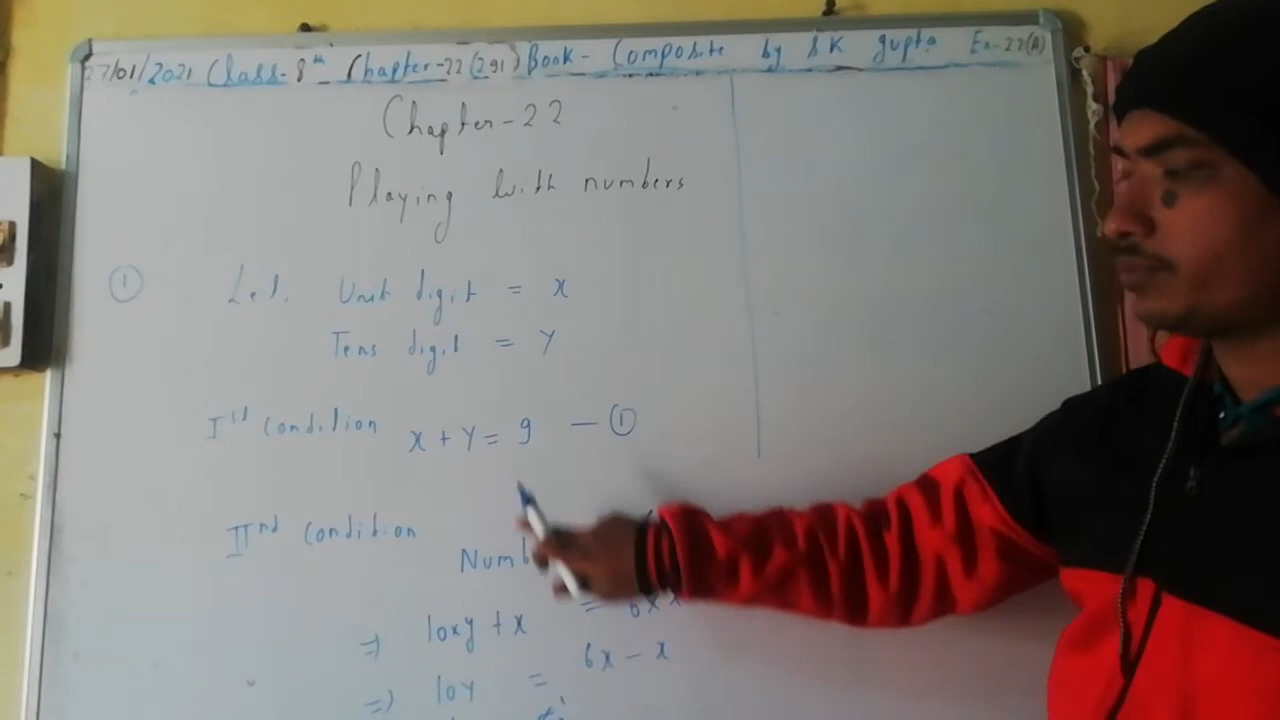 27/01/2021 Class-8th Chapter-22 (291) Book- Composite by S K gupta Ex-22(A)
Chapter-22
Playing with numbers
① Let. Unit digit = x
Tens digit = y
Ist condition x + y = 9 — ①
IInd condition
=> 10xy + x = 6x x
=> 10y = 6x - x